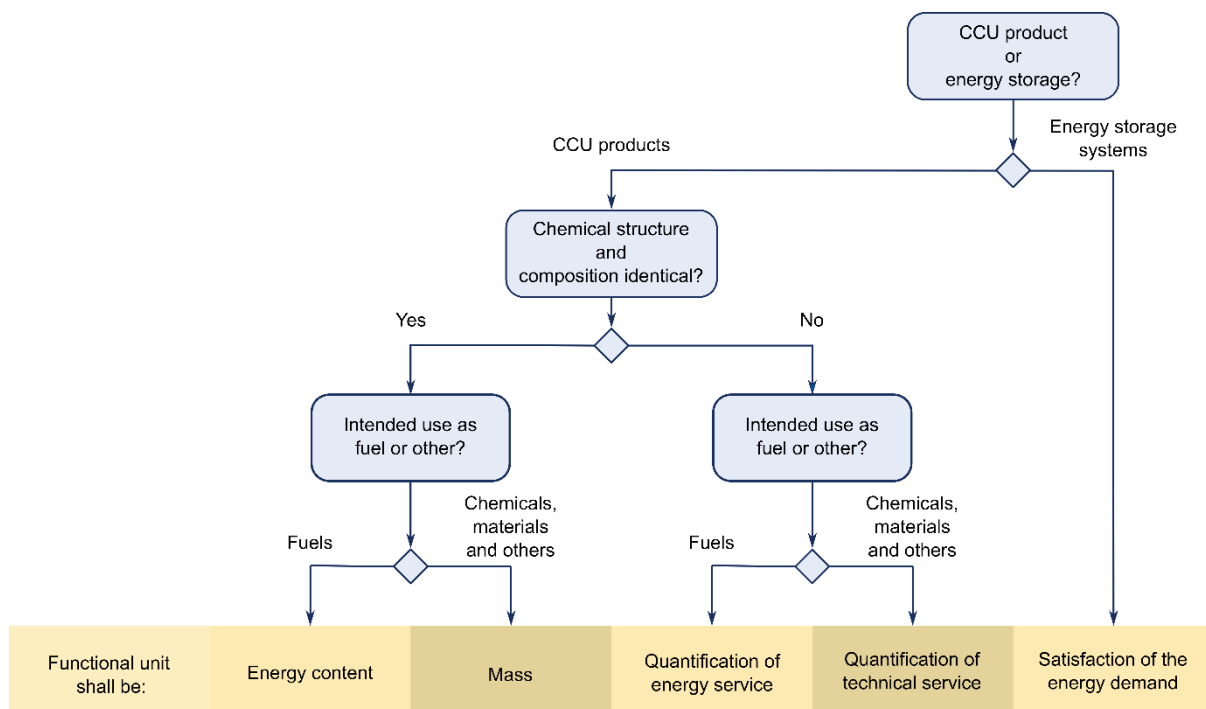 CCU product
or
energy storage?
Energy storage
systems
CCU products
Chemical structure
and
composition identical?
Yes
No
Intended use as
fuel or other?
Intended use as
fuel or other?
Chemicals,
materials
and others
Fuels
Chemicals,
materials
and others
Fuels
Functional unit
shall be:
Energy content
Mass
Quantification of
energy service
Quantification of
technical service
Satisfaction of the
energy demand